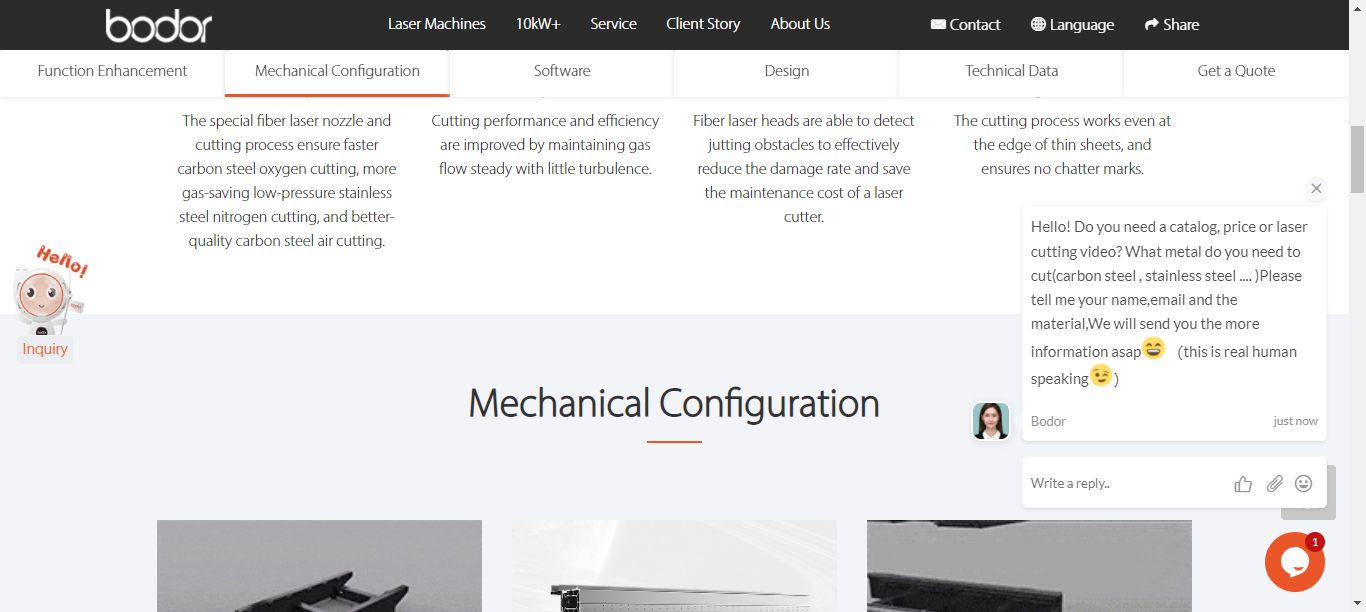 bodor
Laser Machines
10kW+
Service
Client Story
About Us
Contact
Language
Share
Function Enhancement
Mechanical Configuration
Software
Design
Technical Data
Get a Quote
The special fiber laser nozzle and
cutting process ensure faster
carbon steel oxygen cutting, more
gas-saving low-pressure stainless
steel nitrogen cutting, and better-
quality carbon steel air cutting.
Cutting performance and efficiency
are improved by maintaining gas
flow steady with little turbulence.
Fiber laser heads are able to detect
jutting obstacles to effectively
reduce the damage rate and save
the maintenance cost of a laser
cutter.
The cutting process works even at
the edge of thin sheets, and
ensures no chatter marks.
Hello!
Inquiry
Mechanical Configuration
Hello! Do you need a catalog, price or laser
cutting video? What metal do you need to
cut(carbon steel , stainless steel .... )Please
tell me your name,email and the
material,We will send you the more
information asap😄 (this is real human
speaking😉)
Bodor
just now
Write a reply..
1